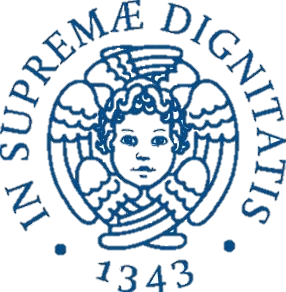 IN SUPREMÆ DIGNITATIS
1343